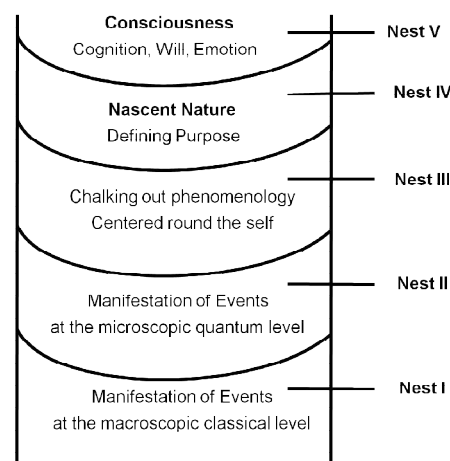 Consciousness
Cognition, Will, Emotion
Nest V
Nest IV
Nascent Nature
Defining Purpose
Nest III
Chalking out phenomenology
Centered round the self
Nest II
Manifestation of Events
at the microscopic quantum level
Nest I
Manifestation of Events
at the macroscopic classical level